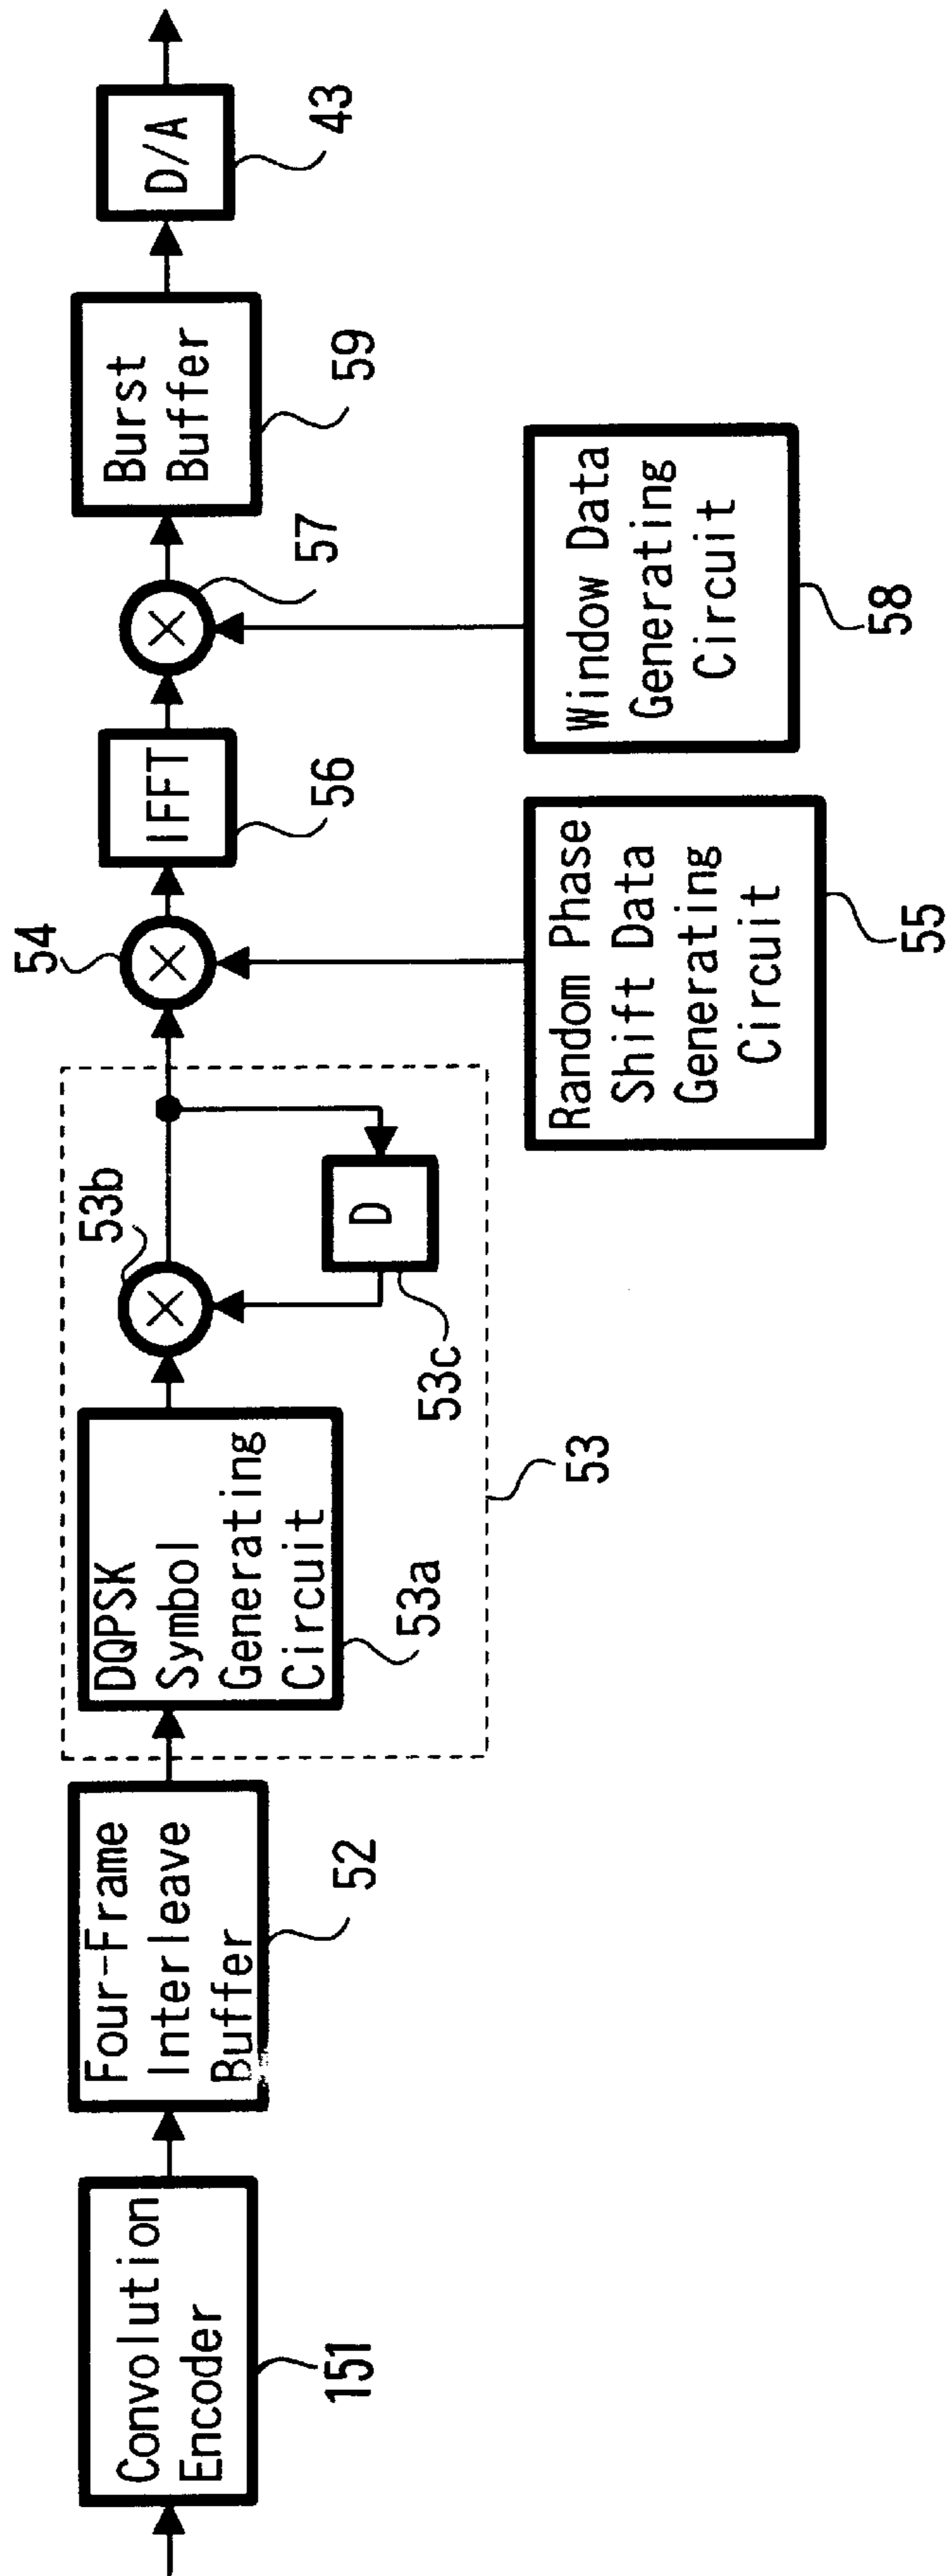 Convolution
Encoder
151
Four-Frame
Interleave
Buffer
52
DQPSK
Symbol
Generating
Circuit
53a
53b
D
53c
53
54
Random Phase
Shift Data
Generating
Circuit
55
IFFT
56
57
Window Data
Generating
Circuit
58
Burst
Buffer
59
D/A
43